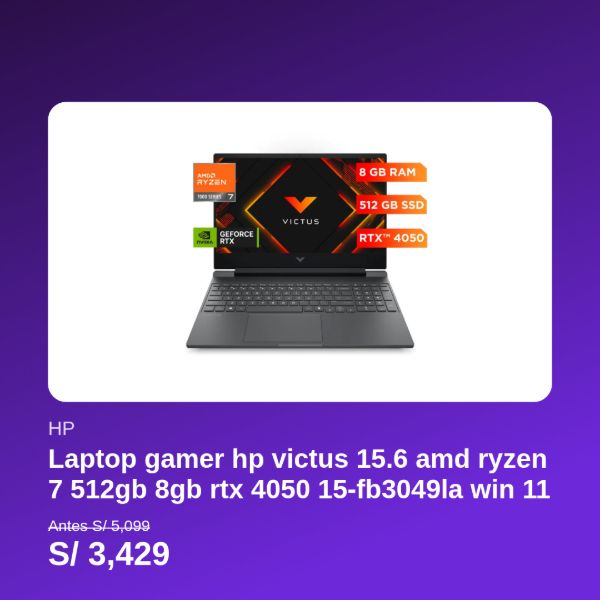 AMD
RYZEN
7000 SERIES 7
NVIDIA
GEFORCE
RTX
VICTUS
8 GB RAM
512 GB SSD
RTX™ 4050
HP
Laptop gamer hp victus 15.6 amd ryzen
7 512gb 8gb rtx 4050 15-fb3049la win 11
Antes S/ 5,099
S/ 3,429